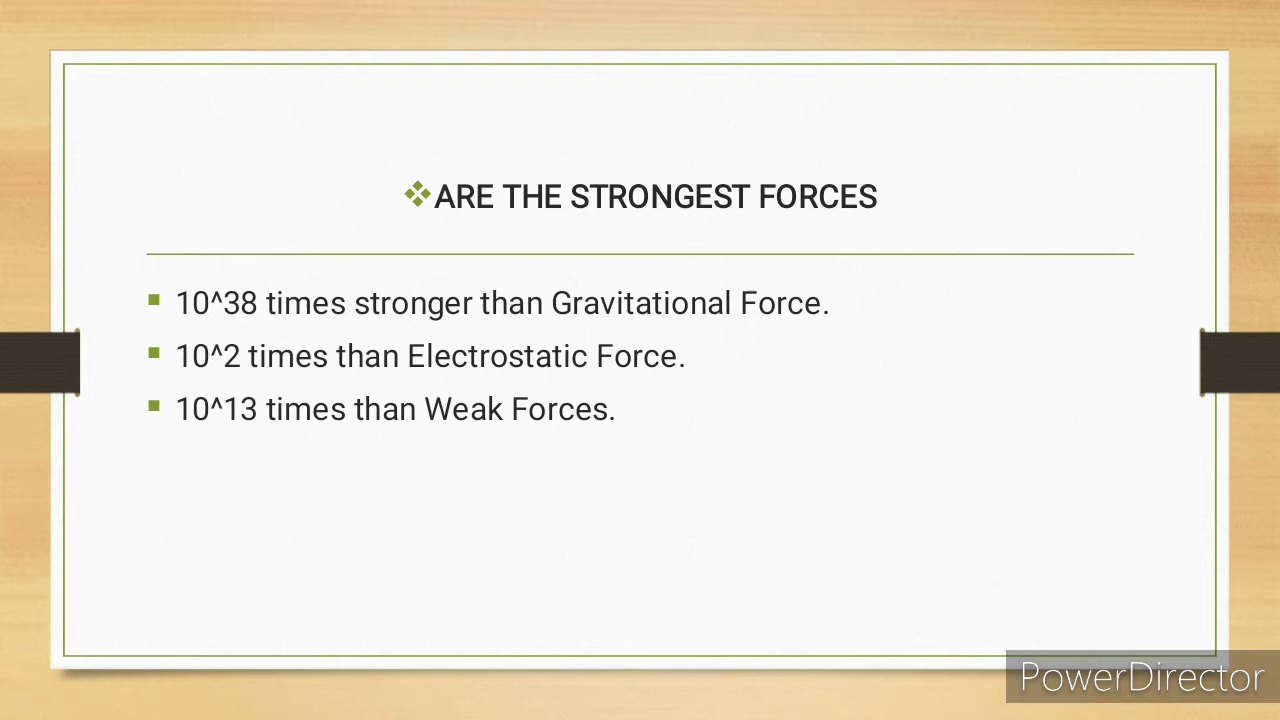 ❖ARE THE STRONGEST FORCES
▪ 10^38 times stronger than Gravitational Force.
▪ 10^2 times than Electrostatic Force.
▪ 10^13 times than Weak Forces.
PowerDirector